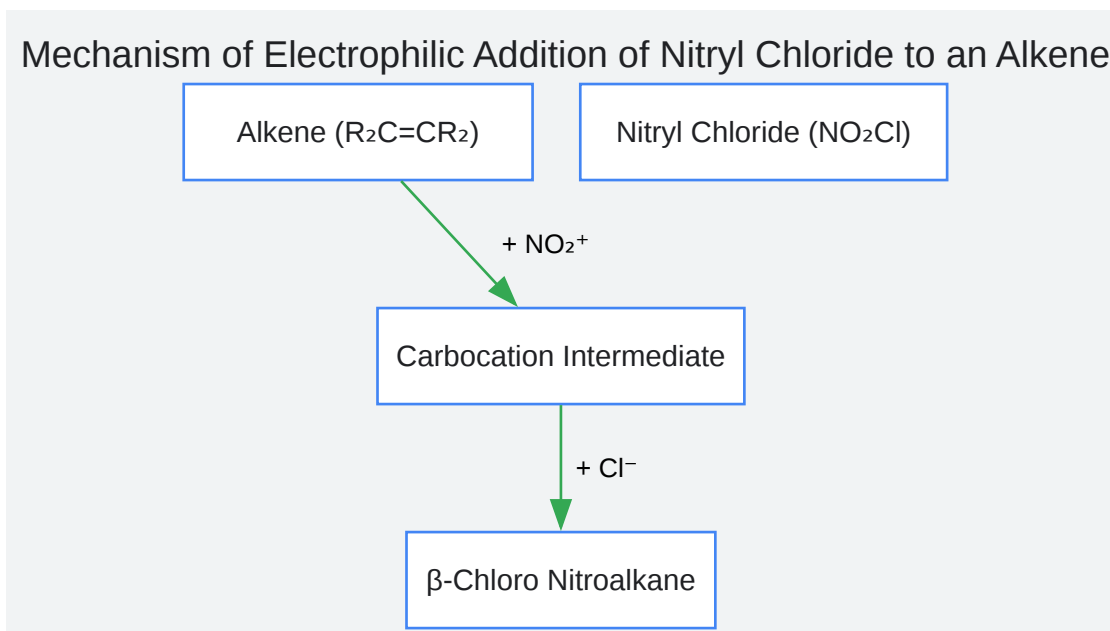 Mechanism of Electrophilic Addition of Nitryl Chloride to an Alkene
Alkene (R₂C=CR₂)
Nitryl Chloride (NO₂Cl)
+ NO₂⁺
Carbocation Intermediate
+ Cl⁻
β-Chloro Nitroalkane